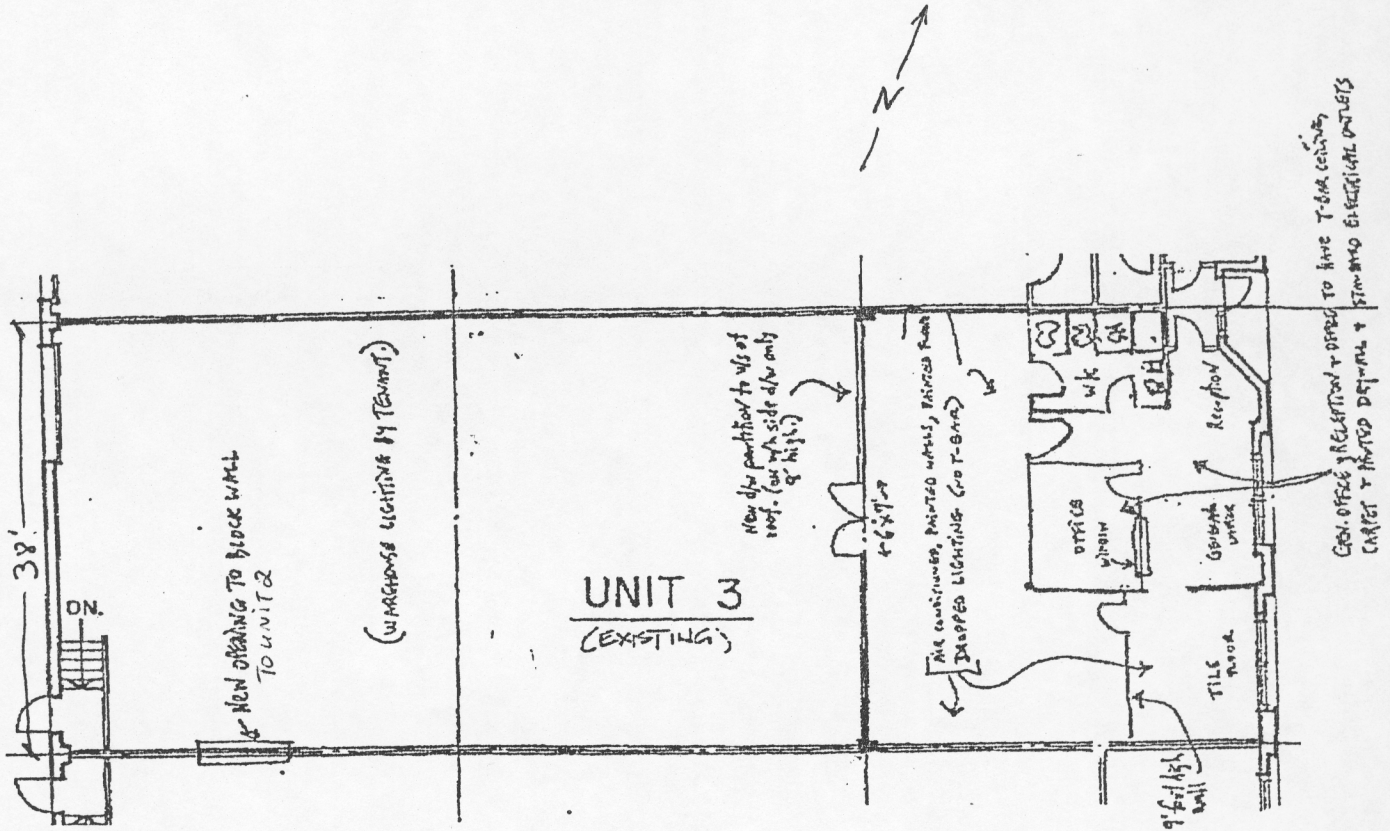 38'
DN.
NEW OPENING TO BLOCK WALL
TO UNIT 2
(WAREHOUSE LIGHTING BY TENANT.)
UNIT 3
(EXISTING)
N
New d/w partition to u/s of
roof. (on w/h side d/w only
9' high.)
6'x7'
AIR CONDITIONED, PAINTED WALLS, PAINTED FLOOR
DROPPED LIGHTING (NO T-BAR)
OFFICE
WINDOW
GENERAL
OFFICE
TILE
FLOOR
Reception
9' high
wall
GEN. OFFICE, RECEPTION + OFFICE TO HAVE T-BAR CEILING,
CARPET + PAINTED DRYWALL + STANDARD ELECTRICAL OUTLETS